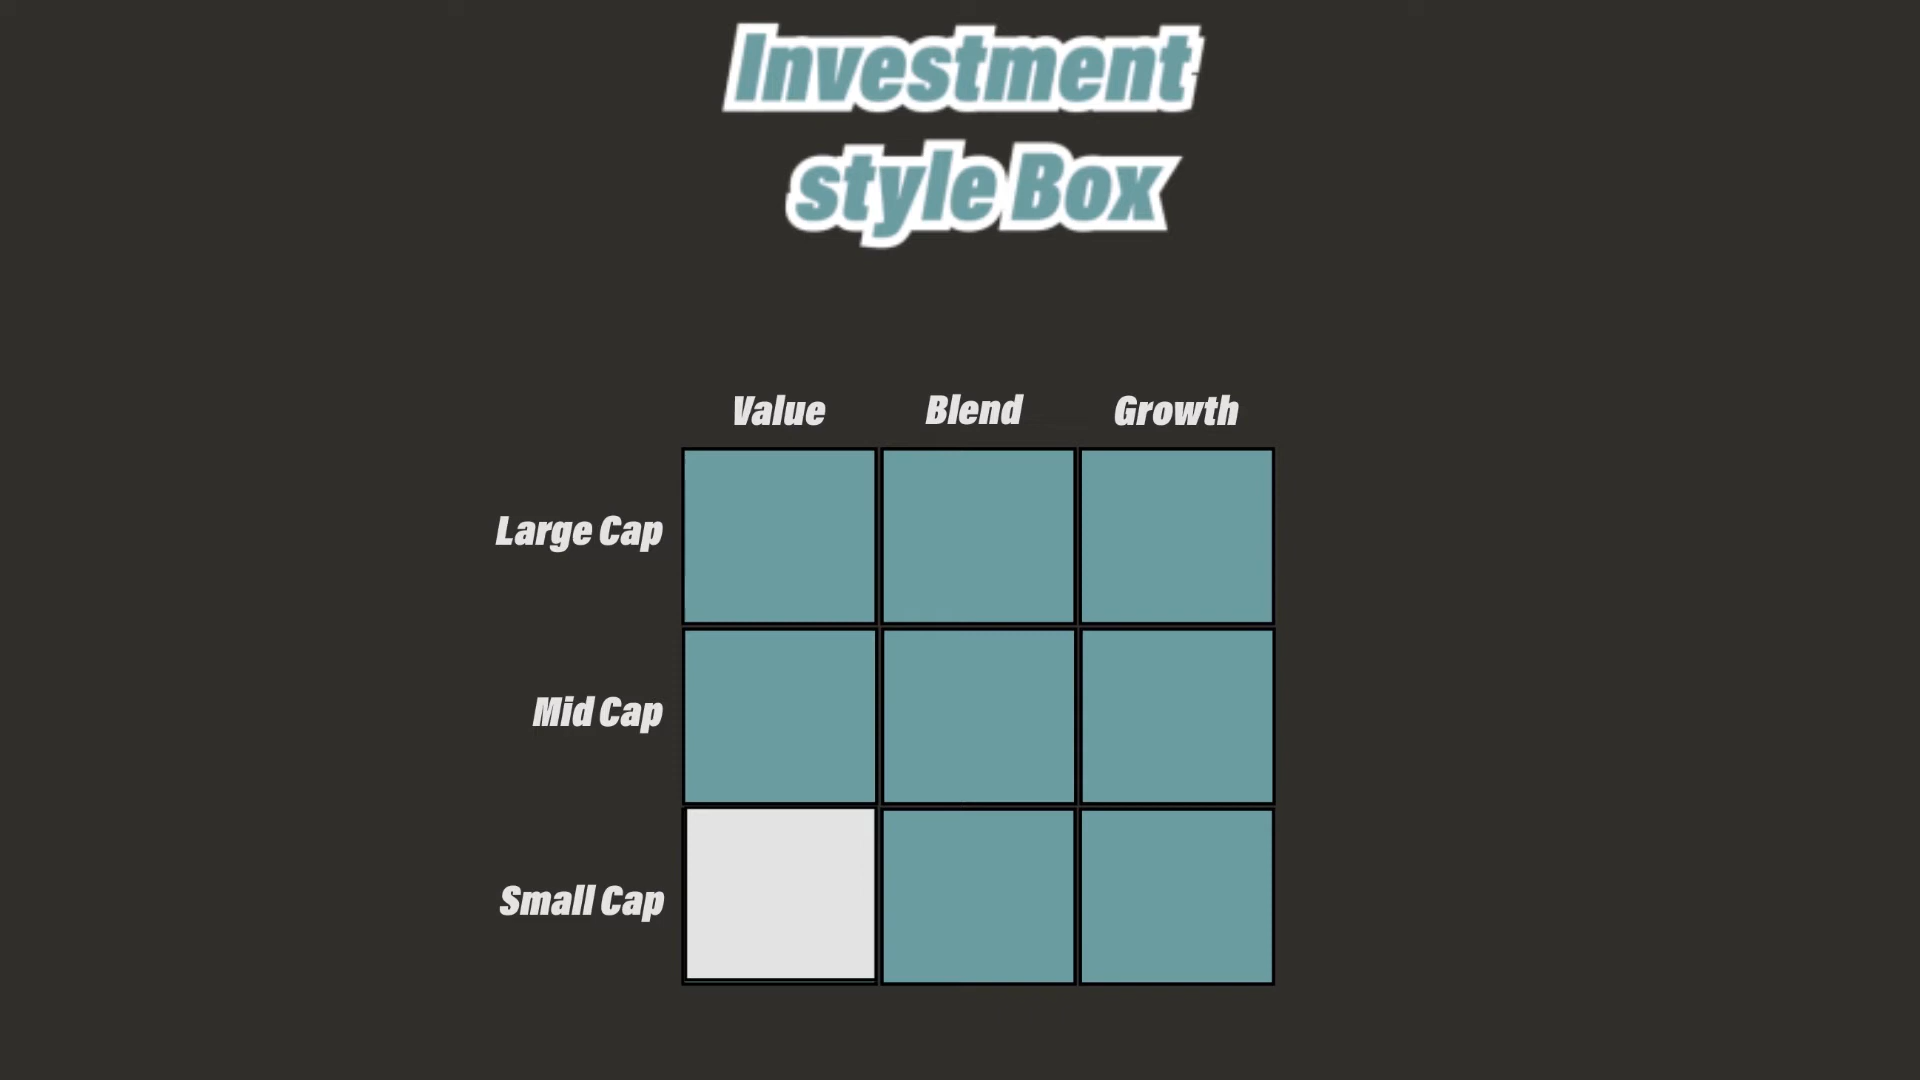 Investment
style Box
Value Blend Growth
Large Cap
Mid Cap
Small Cap